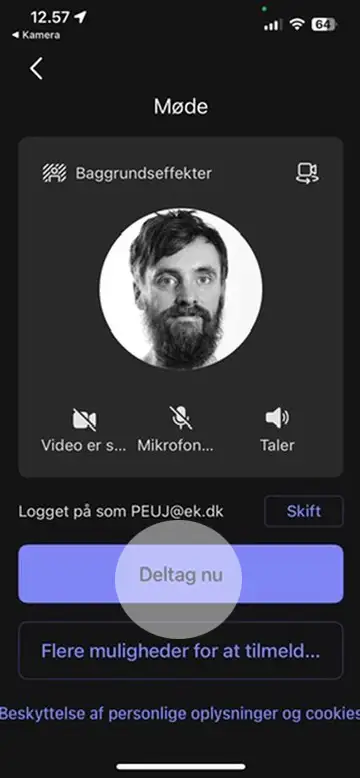 12.57
64
Kamera
Møde
Baggrundseffekter
Video er s... Mikrofon... Taler
Logget på som PEUJ@ek.dk Skift
Deltag nu
Flere muligheder for at tilmeld...
Beskyttelse af personlige oplysninger og cookies